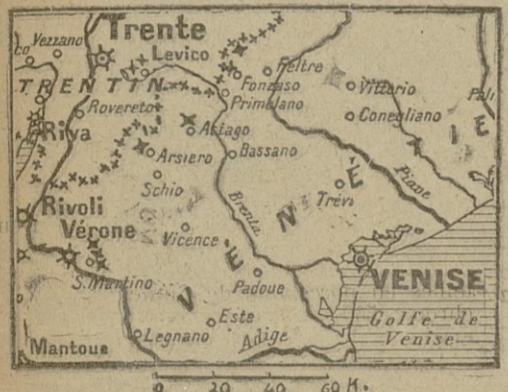 Trente
Vezzano
co
Levico
Feltre
TRENTIN
Fonzaso
Vittorio
Primolano
Rovereto
Conegliano
Riva
Asiago
Arsiero
Bassano
Schio
Trévi
Piave
Brenta
Rivoli
Vérone
Vicence
VÉNÉTIE
S.Martino
Padoue
VENISE
Este
Golfe de
Venise
Legnano
Adige
Mantoue
0 20 40 60 K.